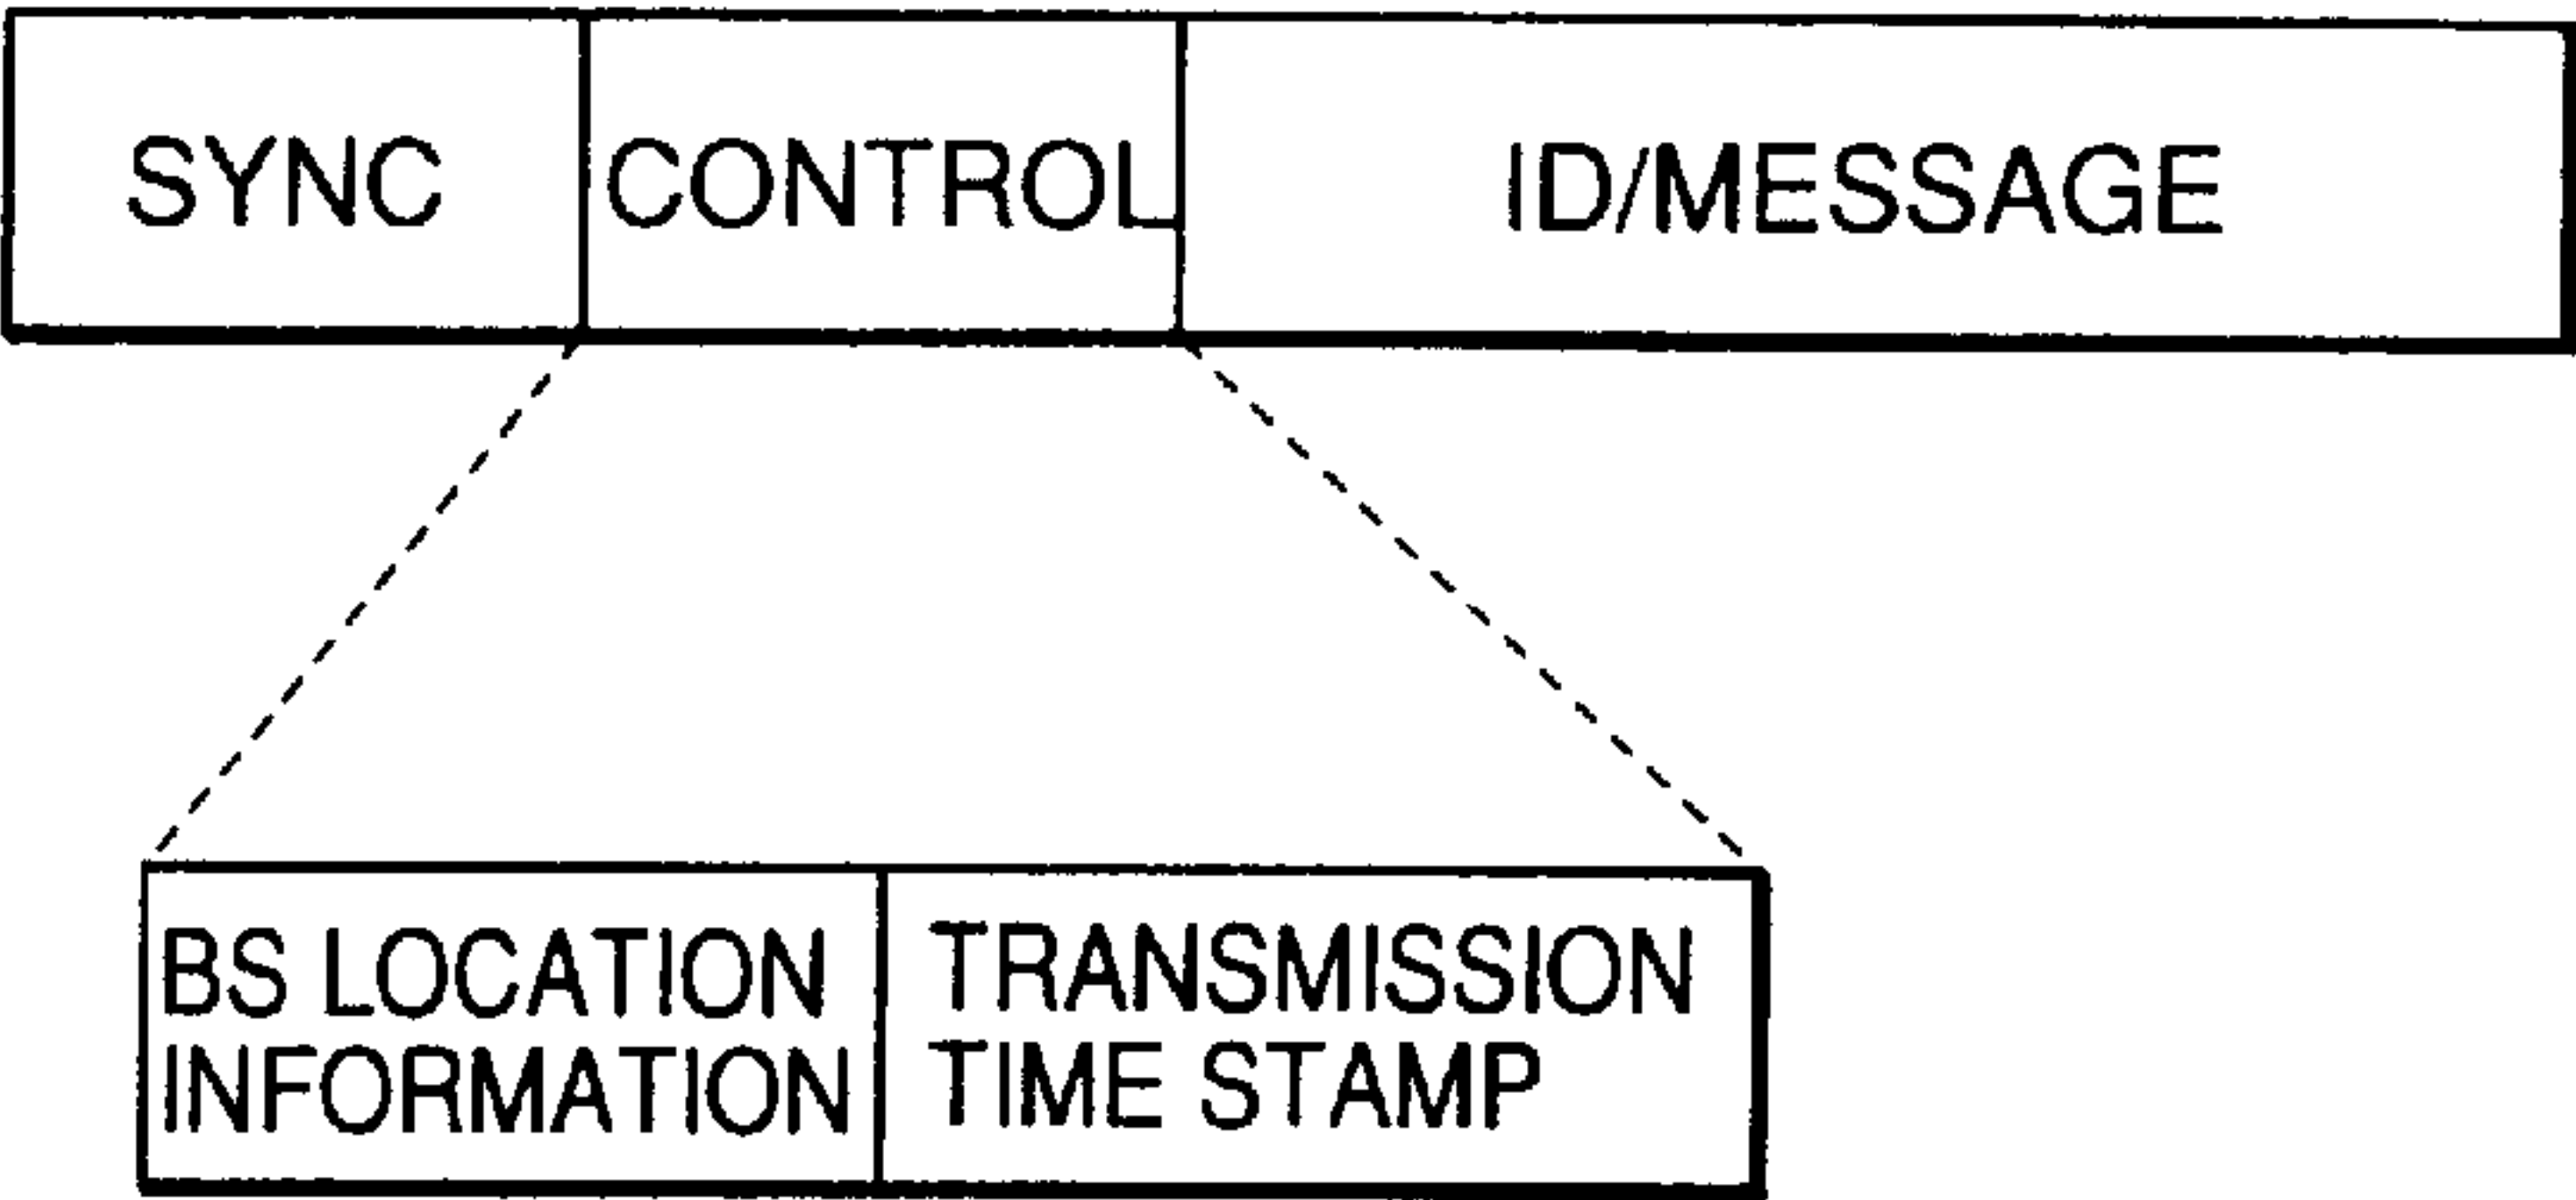 SYNC CONTROL ID/MESSAGE
BS LOCATION TRANSMISSION
INFORMATION TIME STAMP